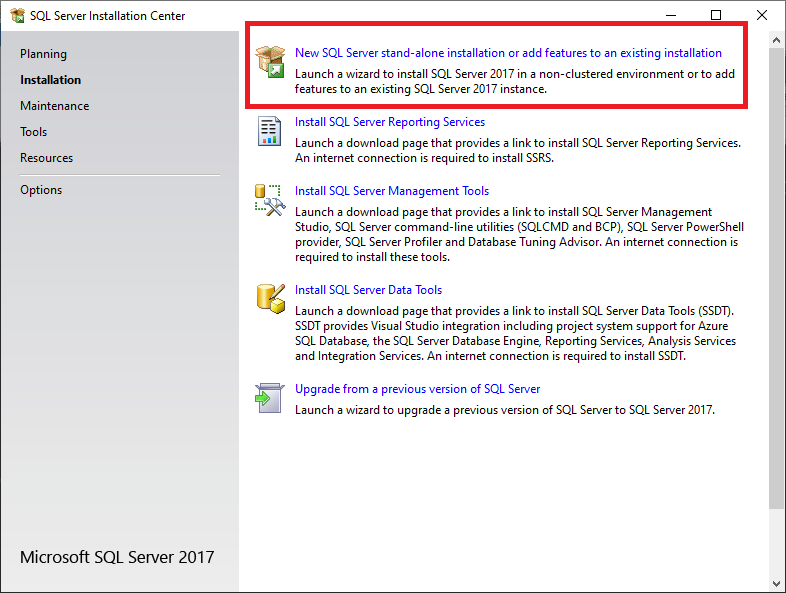 SQL Server Installation Center
Planning
Installation
Maintenance
Tools
Resources
Options
Microsoft SQL Server 2017
New SQL Server stand-alone installation or add features to an existing installation
Launch a wizard to install SQL Server 2017 in a non-clustered environment or to add
features to an existing SQL Server 2017 instance.
Install SQL Server Reporting Services
Launch a download page that provides a link to install SQL Server Reporting Services.
An internet connection is required to install SSRS.
Install SQL Server Management Tools
Launch a download page that provides a link to install SQL Server Management
Studio, SQL Server command-line utilities (SQLCMD and BCP), SQL Server PowerShell
provider, SQL Server Profiler and Database Tuning Advisor. An internet connection is
required to install these tools.
Install SQL Server Data Tools
Launch a download page that provides a link to install SQL Server Data Tools (SSDT).
SSDT provides Visual Studio integration including project system support for Azure
SQL Database, the SQL Server Database Engine, Reporting Services, Analysis Services
and Integration Services. An internet connection is required to install SSDT.
Upgrade from a previous version of SQL Server
Launch a wizard to upgrade a previous version of SQL Server to SQL Server 2017.